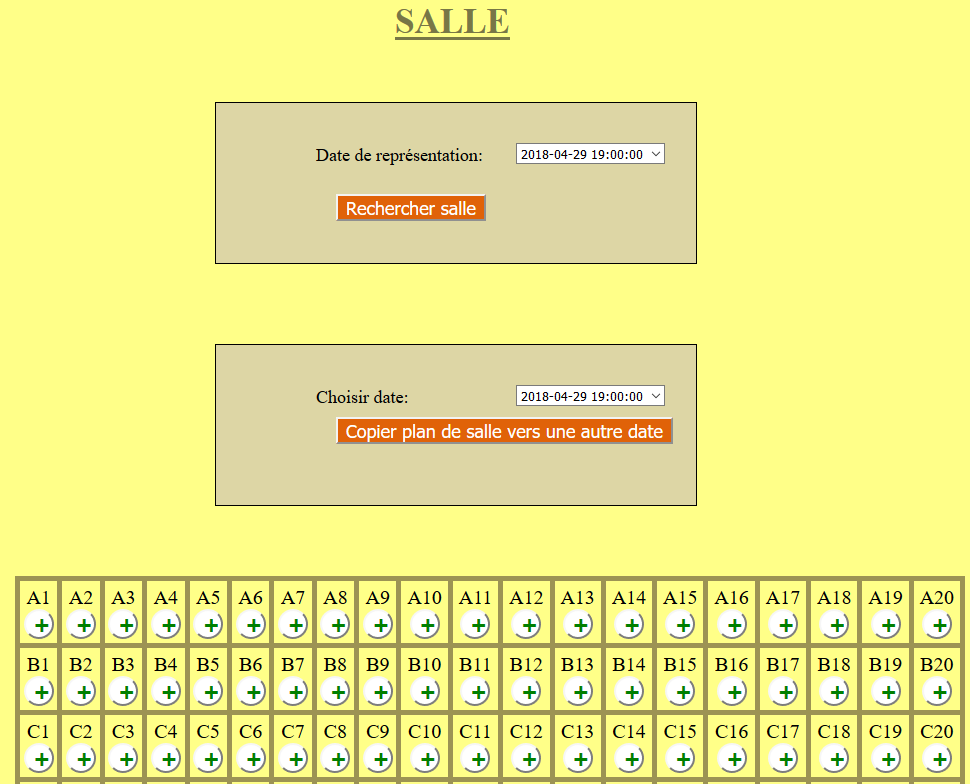 SALLE
Date de représentation: 2018-04-29 19:00:00
Rechercher salle
Choisir date: 2018-04-29 19:00:00
Copier plan de salle vers une autre date
A1 A2 A3 A4 A5 A6 A7 A8 A9 A10 A11 A12 A13 A14 A15 A16 A17 A18 A19 A20
+ + + + + + + + + + + + + + + + + + + +
B1 B2 B3 B4 B5 B6 B7 B8 B9 B10 B11 B12 B13 B14 B15 B16 B17 B18 B19 B20
+ + + + + + + + + + + + + + + + + + + +
C1 C2 C3 C4 C5 C6 C7 C8 C9 C10 C11 C12 C13 C14 C15 C16 C17 C18 C19 C20
+ + + + + + + + + + + + + + + + + + + +